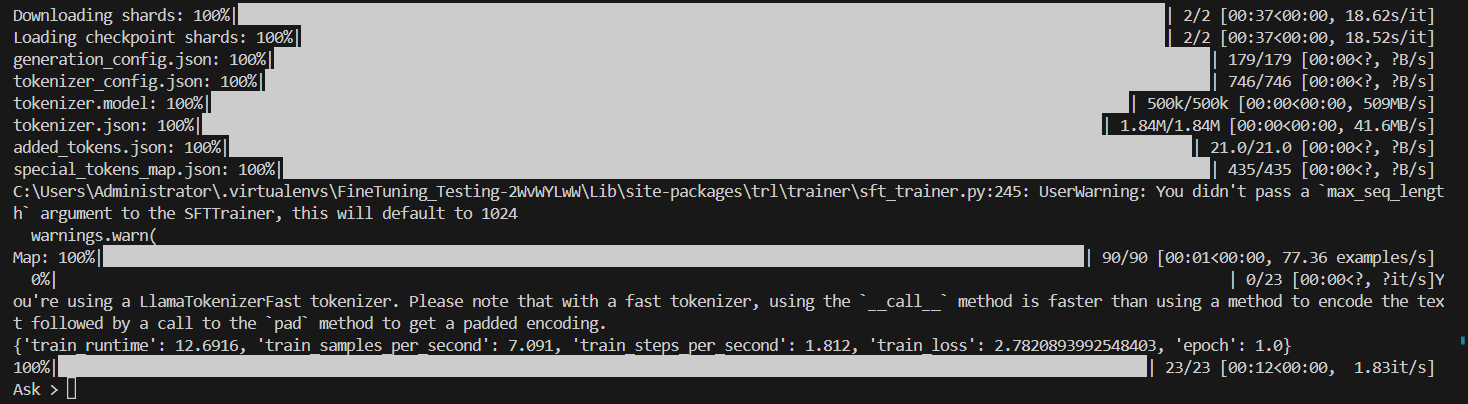 Downloading shards: 100%| | 2/2 [00:37<00:00, 18.62s/it]
Loading checkpoint shards: 100%| | 2/2 [00:37<00:00, 18.52s/it]
generation_config.json: 100%| | 179/179 [00:00<?, ?B/s]
tokenizer_config.json: 100%| | 746/746 [00:00<?, ?B/s]
tokenizer.model: 100%| | 500k/500k [00:00<00:00, 509MB/s]
tokenizer.json: 100%| | 1.84M/1.84M [00:00<00:00, 41.6MB/s]
added_tokens.json: 100%| | 21.0/21.0 [00:00<?, ?B/s]
special_tokens_map.json: 100%| | 435/435 [00:00<?, ?B/s]
C:\Users\Administrator\.virtualenvs\FineTuning_Testing-2WvWYLwW\Lib\site-packages\trl\trainer\sft_trainer.py:245: UserWarning: You didn't pass a `max_seq_lengt
h` argument to the SFTTrainer, this will default to 1024
  warnings.warn(
Map: 100%| | 90/90 [00:01<00:00, 77.36 examples/s]
  0%| | 0/23 [00:00<?, ?it/s]Y
ou're using a LlamaTokenizerFast tokenizer. Please note that with a fast tokenizer, using the `__call__` method is faster than using a method to encode the tex
t followed by a call to the `pad` method to get a padded encoding.
{'train_runtime': 12.6916, 'train_samples_per_second': 7.091, 'train_steps_per_second': 1.812, 'train_loss': 2.7820893992548403, 'epoch': 1.0}
100%| | 23/23 [00:12<00:00,  1.83it/s]
Ask >